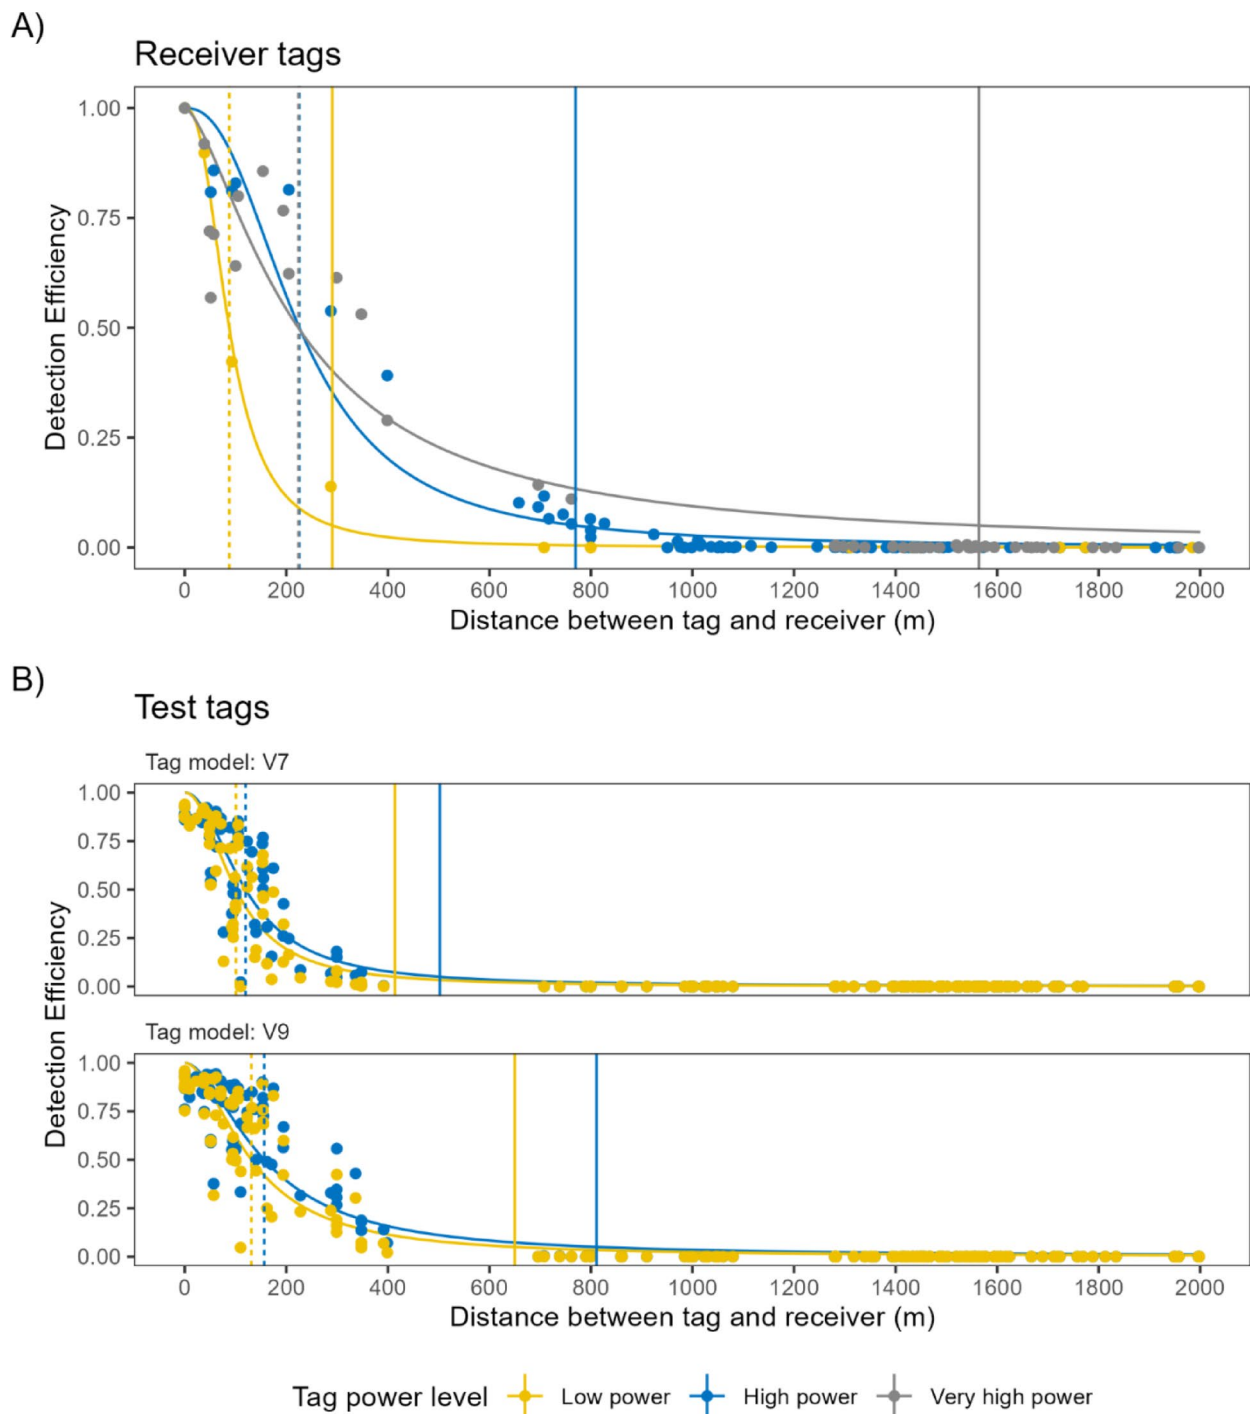 A)
Receiver tags
1.00
0.75
0.50
0.25
0.00
Detection Efficiency
0 200 400 600 800 1000 1200 1400 1600 1800 2000
Distance between tag and receiver (m)
B)
Test tags
Tag model: V7
1.00
0.75
0.50
0.25
0.00
Tag model: V9
1.00
0.75
0.50
0.25
0.00
Detection Efficiency
0 200 400 600 800 1000 1200 1400 1600 1800 2000
Distance between tag and receiver (m)
Tag power level Low power High power Very high power